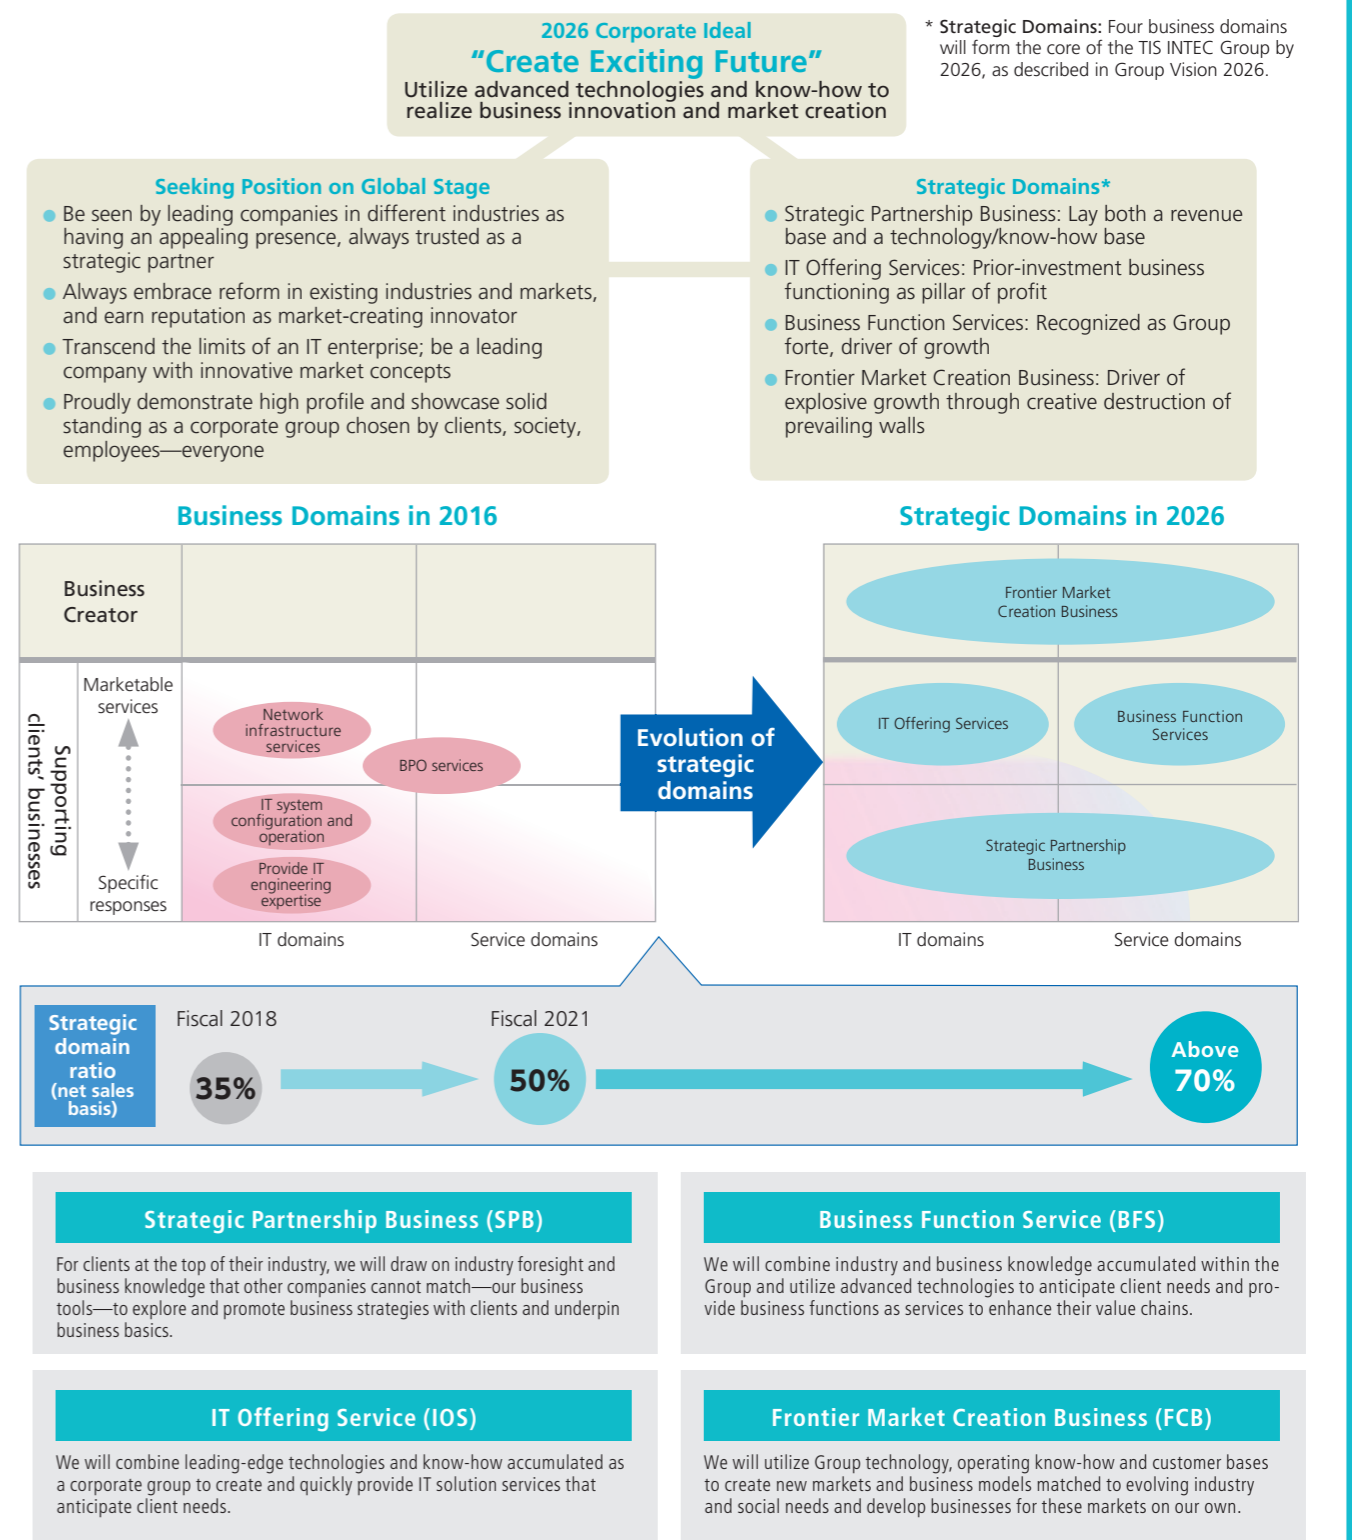 2026 Corporate Ideal
“Create Exciting Future”
Utilize advanced technologies and know-how to
realize business innovation and market creation
* Strategic Domains: Four business domains
will form the core of the TIS INTEC Group by
2026, as described in Group Vision 2026.
Seeking Position on Global Stage
● Be seen by leading companies in different industries as
having an appealing presence, always trusted as a
strategic partner
● Always embrace reform in existing industries and markets,
and earn reputation as market-creating innovator
● Transcend the limits of an IT enterprise; be a leading
company with innovative market concepts
● Proudly demonstrate high profile and showcase solid
standing as a corporate group chosen by clients, society,
employees—everyone
Strategic Domains*
● Strategic Partnership Business: Lay both a revenue
base and a technology/know-how base
● IT Offering Services: Prior-investment business
functioning as pillar of profit
● Business Function Services: Recognized as Group
forte, driver of growth
● Frontier Market Creation Business: Driver of
explosive growth through creative destruction of
prevailing walls
Business Domains in 2016
Business
Creator
Supporting
clients’ businesses
Marketable
services
Specific
responses
Network
infrastructure
services
BPO services
IT system
configuration and
operation
Provide IT
engineering
expertise
IT domains
Service domains
Evolution of
strategic
domains
Strategic Domains in 2026
Frontier Market
Creation Business
IT Offering Services
Business Function
Services
Strategic Partnership
Business
IT domains
Service domains
Strategic
domain
ratio
(net sales
basis)
Fiscal 2018
35%
Fiscal 2021
50%
Above
70%
Strategic Partnership Business (SPB)
For clients at the top of their industry, we will draw on industry foresight and
business knowledge that other companies cannot match—our business
tools—to explore and promote business strategies with clients and underpin
business basics.
Business Function Service (BFS)
We will combine industry and business knowledge accumulated within the
Group and utilize advanced technologies to anticipate client needs and pro-
vide business functions as services to enhance their value chains.
IT Offering Service (IOS)
We will combine leading-edge technologies and know-how accumulated as
a corporate group to create and quickly provide IT solution services that
anticipate client needs.
Frontier Market Creation Business (FCB)
We will utilize Group technology, operating know-how and customer bases
to create new markets and business models matched to evolving industry
and social needs and develop businesses for these markets on our own.